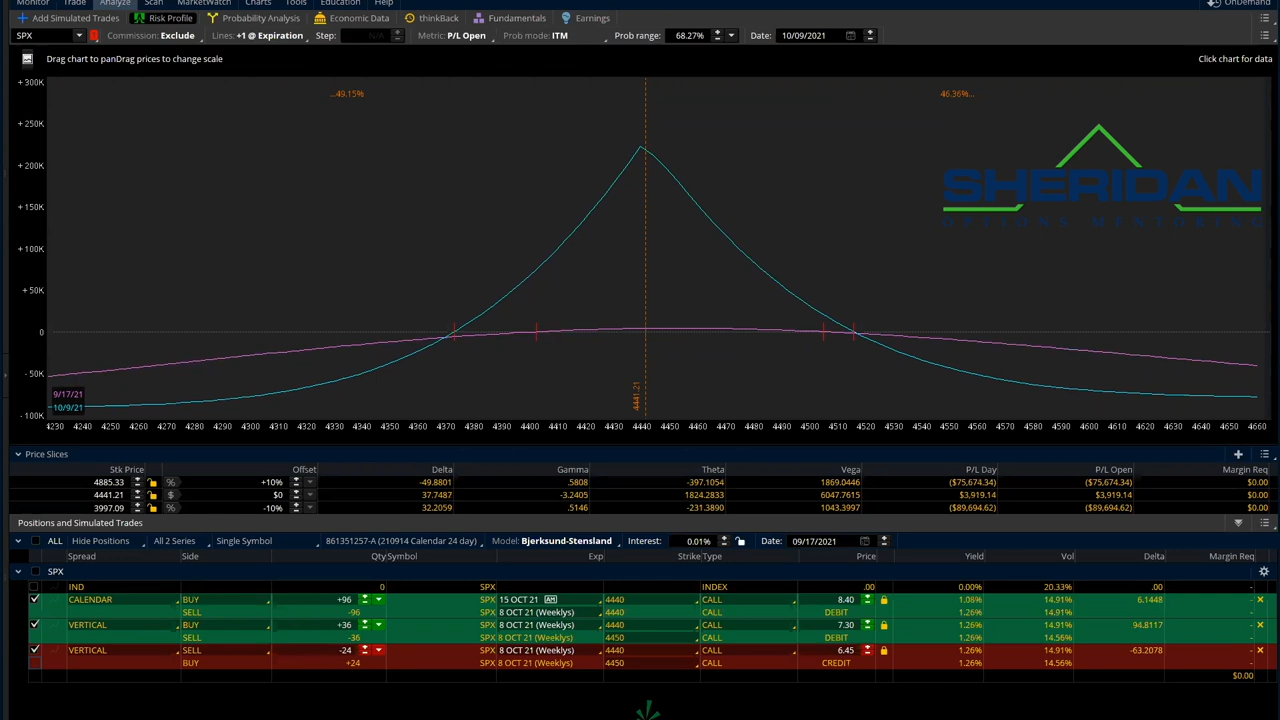 Monitor Trade Analyze Scan MarketWatch Charts Tools Education Help OnDemand
Add Simulated Trades Risk Profile Probability Analysis Economic Data thinkBack Fundamentals Earnings
SPX Commission: Exclude Lines: +1 @ Expiration Step: N/A Metric: P/L Open Prob mode: ITM Prob range: 68.27% Date: 10/09/2021
Drag chart to panDrag prices to change scale Click chart for data
+ 300K
...49.15% 46.36%...
+ 250K
+ 200K
+ 150K
+ 100K
+ 50K
0
- 50K
- 100K
SHERIDAN
OPTIONS MENTORING
4441.21
9/17/21
10/9/21
4230 4240 4250 4260 4270 4280 4290 4300 4310 4320 4330 4340 4350 4360 4370 4380 4390 4400 4410 4420 4430 4440 4450 4460 4470 4480 4490 4500 4510 4520 4530 4540 4550 4560 4570 4580 4590 4600 4610 4620 4630 4640 4650 4660
Price Slices
Stk Price Offset Delta Gamma Theta Vega P/L Day P/L Open Margin Req
4885.33 % +10% -49.8801 .5808 -397.1054 1869.0446 ($75,674.34) ($75,674.34) $0.00
4441.21 $ $0 37.7487 -3.2405 1824.2833 6047.7615 $3,919.14 $3,919.14 $0.00
3997.09 % -10% 32.2059 .5146 -231.3890 1043.3997 ($89,694.62) ($89,694.62) $0.00
Positions and Simulated Trades
ALL Hide Positions All 2 Series Single Symbol 861351257-A (210914 Calendar 24 day) Model: Bjerksund-Stensland Interest: 0.01% Date: 09/17/2021
Spread Side Qty Symbol Exp Strike Type Price Yield Vol Delta Margin Req
SPX
IND 0 SPX INDEX .00 0.00% 20.33% .00 -
CALENDAR BUY +96 SPX 15 OCT 21 AM 4440 CALL 8.40 1.08% 14.91% 6.1448 -
SELL -96 SPX 8 OCT 21 (Weeklys) 4440 CALL DEBIT 1.26% 14.91% -
VERTICAL BUY +36 SPX 8 OCT 21 (Weeklys) 4440 CALL 7.30 1.26% 14.91% 94.8117 -
SELL -36 SPX 8 OCT 21 (Weeklys) 4450 CALL DEBIT 1.26% 14.56% -
VERTICAL SELL -24 SPX 8 OCT 21 (Weeklys) 4440 CALL 6.45 1.26% 14.91% -63.2078 -
BUY +24 SPX 8 OCT 21 (Weeklys) 4450 CALL CREDIT 1.26% 14.56% -
$0.00